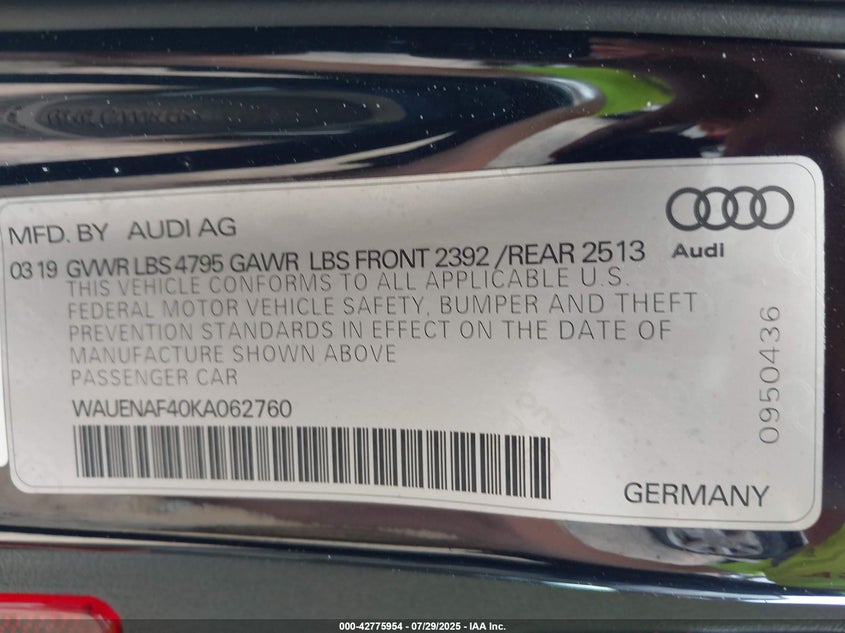 MFD. BY AUDI AG
Audi
03 19 GVWR LBS 4795 GAWR LBS FRONT 2392 /REAR 2513
THIS VEHICLE CONFORMS TO ALL APPLICABLE U.S.
FEDERAL MOTOR VEHICLE SAFETY, BUMPER AND THEFT
PREVENTION STANDARDS IN EFFECT ON THE DATE OF
MANUFACTURE SHOWN ABOVE
PASSENGER CAR
WAUENAF40KA062760
GERMANY
0950436
000-42775954 - 07/29/2025 - IAA Inc.